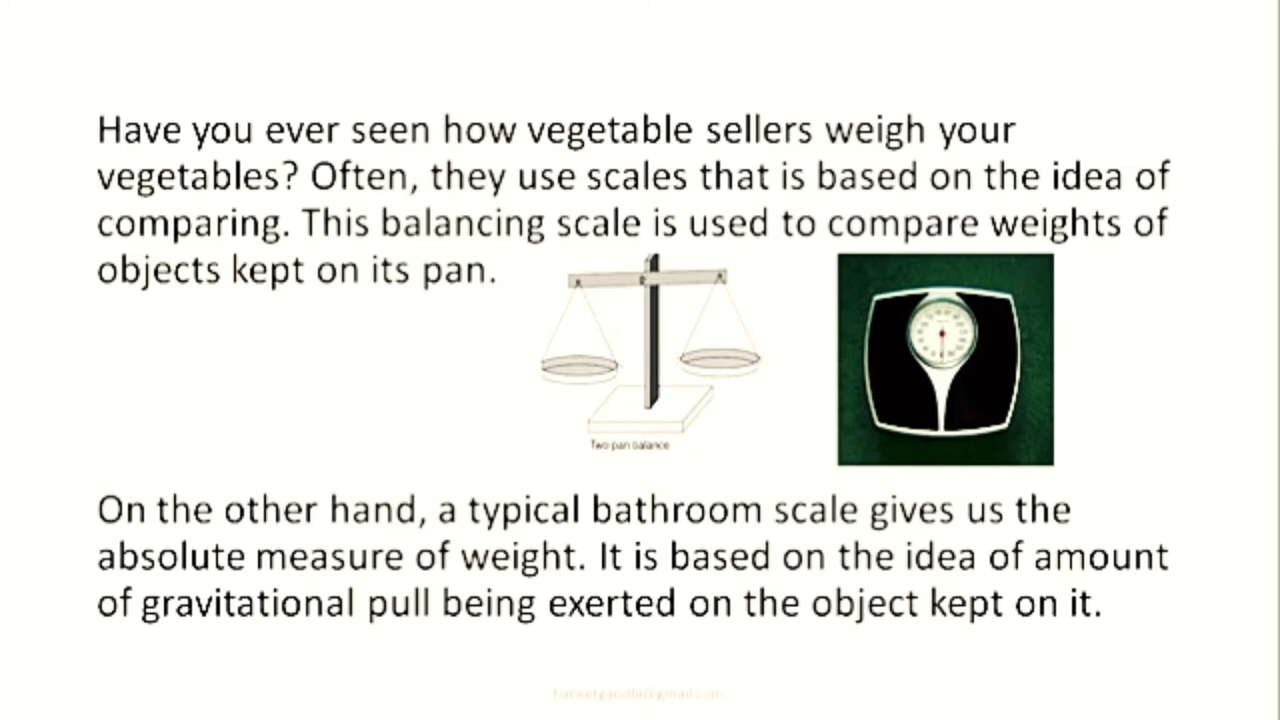 Have you ever seen how vegetable sellers weigh your
vegetables? Often, they use scales that is based on the idea of
comparing. This balancing scale is used to compare weights of
objects kept on its pan.
Two pan balance
On the other hand, a typical bathroom scale gives us the
absolute measure of weight. It is based on the idea of amount
of gravitational pull being exerted on the object kept on it.